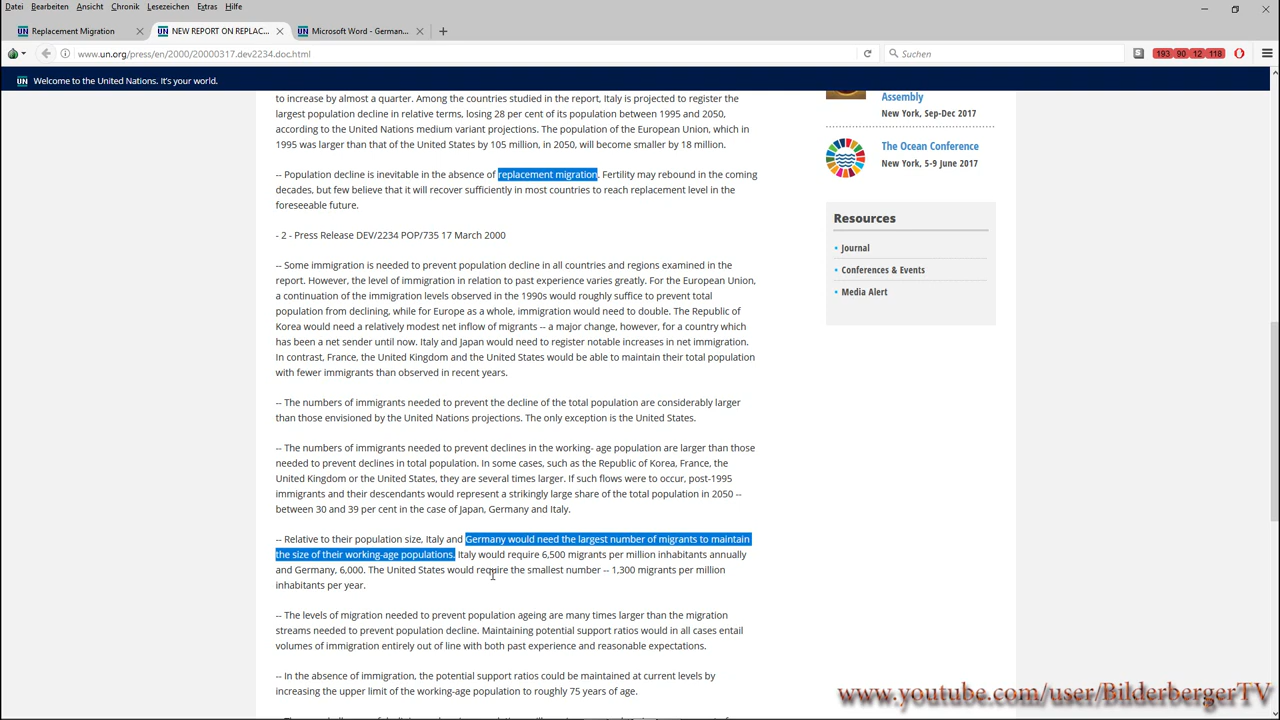 Datei Bearbeiten Ansicht Chronik Lesezeichen Extras Hilfe
UN Replacement Migration
UN NEW REPORT ON REPLAC...
UN Microsoft Word - German...
www.un.org/press/en/2000/20000317.dev2234.doc.html
Suchen
S 193 90 12 118
UN Welcome to the United Nations. It's your world.
to increase by almost a quarter. Among the countries studied in the report, Italy is projected to register the
largest population decline in relative terms, losing 28 per cent of its population between 1995 and 2050,
according to the United Nations medium variant projections. The population of the European Union, which in
1995 was larger than that of the United States by 105 million, in 2050, will become smaller by 18 million.
-- Population decline is inevitable in the absence of replacement migration. Fertility may rebound in the coming
decades, but few believe that it will recover sufficiently in most countries to reach replacement level in the
foreseeable future.
- 2 - Press Release DEV/2234 POP/735 17 March 2000
-- Some immigration is needed to prevent population decline in all countries and regions examined in the
report. However, the level of immigration in relation to past experience varies greatly. For the European Union,
a continuation of the immigration levels observed in the 1990s would roughly suffice to prevent total
population from declining, while for Europe as a whole, immigration would need to double. The Republic of
Korea would need a relatively modest net inflow of migrants -- a major change, however, for a country which
has been a net sender until now. Italy and Japan would need to register notable increases in net immigration.
In contrast, France, the United Kingdom and the United States would be able to maintain their total population
with fewer immigrants than observed in recent years.
-- The numbers of immigrants needed to prevent the decline of the total population are considerably larger
than those envisioned by the United Nations projections. The only exception is the United States.
-- The numbers of immigrants needed to prevent declines in the working- age population are larger than those
needed to prevent declines in total population. In some cases, such as the Republic of Korea, France, the
United Kingdom or the United States, they are several times larger. If such flows were to occur, post-1995
immigrants and their descendants would represent a strikingly large share of the total population in 2050 --
between 30 and 39 per cent in the case of Japan, Germany and Italy.
-- Relative to their population size, Italy and Germany would need the largest number of migrants to maintain
the size of their working-age populations. Italy would require 6,500 migrants per million inhabitants annually
and Germany, 6,000. The United States would require the smallest number -- 1,300 migrants per million
inhabitants per year.
-- The levels of migration needed to prevent population ageing are many times larger than the migration
streams needed to prevent population decline. Maintaining potential support ratios would in all cases entail
volumes of immigration entirely out of line with both past experience and reasonable expectations.
-- In the absence of immigration, the potential support ratios could be maintained at current levels by
increasing the upper limit of the working-age population to roughly 75 years of age.
Assembly
New York, Sep-Dec 2017
The Ocean Conference
New York, 5-9 June 2017
Resources
Journal
Conferences & Events
Media Alert
www.youtube.com/user/BilderbergerTV